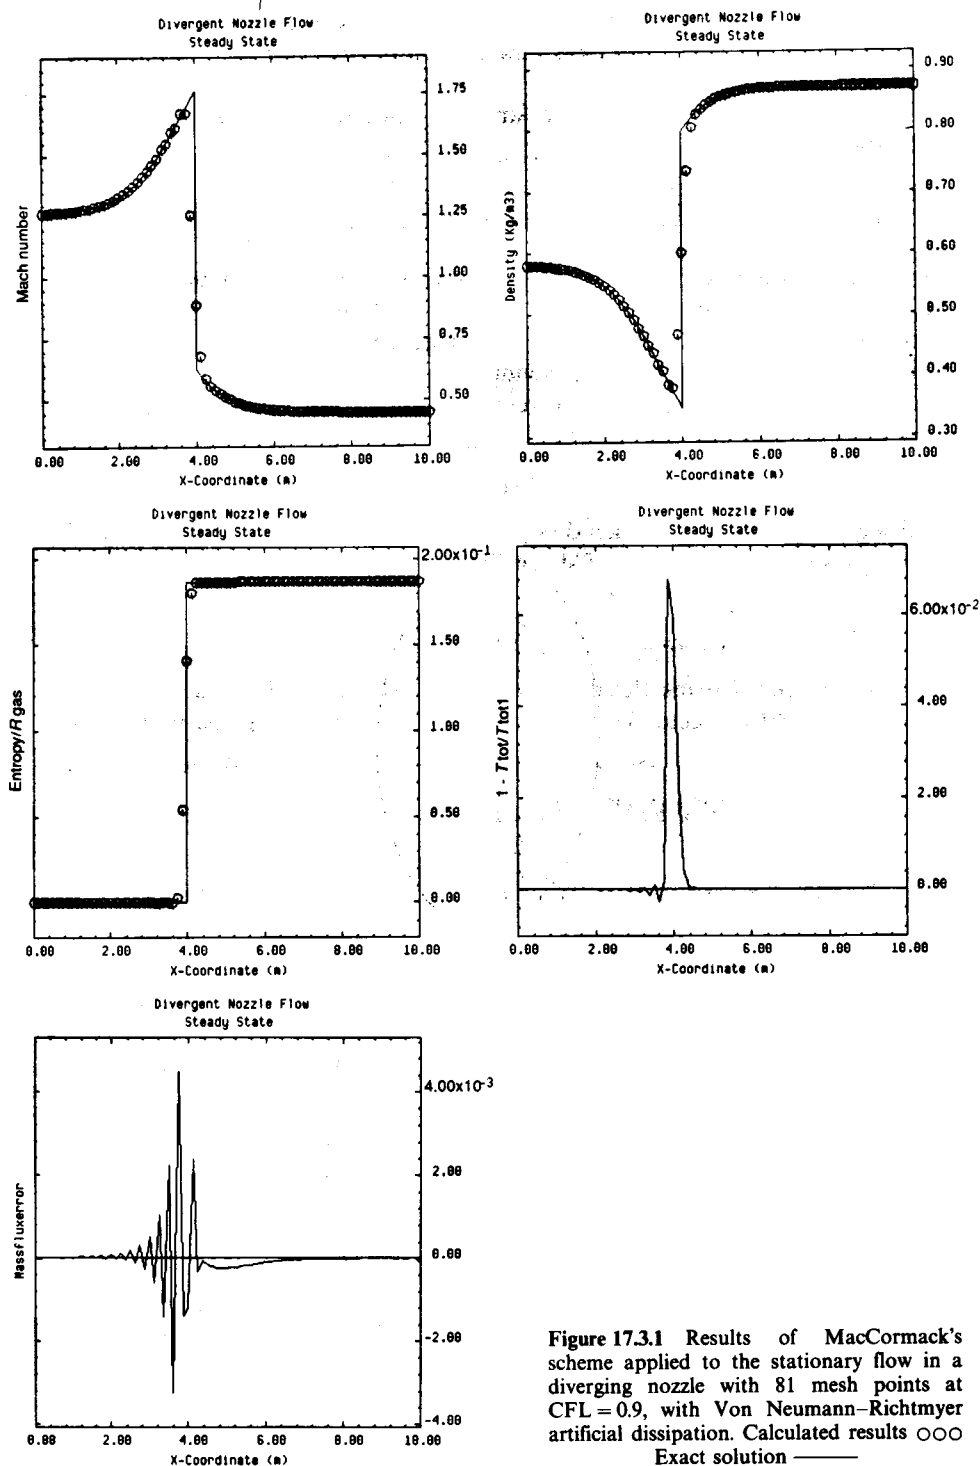 Divergent Nozzle Flow
Steady State
1.75
1.50
1.25
1.00
0.75
0.50
Mach number
0.00 2.00 4.00 6.00 8.00 10.00
X-Coordinate (m)
Divergent Nozzle Flow
Steady State
0.90
0.80
0.70
0.60
0.50
0.40
0.30
Density (Kg/m3)
0.00 2.00 4.00 6.00 8.00 10.00
X-Coordinate (m)
Divergent Nozzle Flow
Steady State
2.00x10-1
1.50
1.00
0.50
0.00
Entropy/Rgas
0.00 2.00 4.00 6.00 8.00 10.00
X-Coordinate (m)
Divergent Nozzle Flow
Steady State
6.00x10-2
4.00
2.00
0.00
1 - Ttot/Ttot1
0.00 2.00 4.00 6.00 8.00 10.00
X-Coordinate (m)
Divergent Nozzle Flow
Steady State
4.00x10-3
2.00
0.00
-2.00
-4.00
Massfluxerror
0.00 2.00 4.00 6.00 8.00 10.00
X-Coordinate (m)
Figure 17.3.1 Results of MacCormack's
scheme applied to the stationary flow in a
diverging nozzle with 81 mesh points at
CFL = 0.9, with Von Neumann–Richtmyer
artificial dissipation. Calculated results ○○○
Exact solution ———